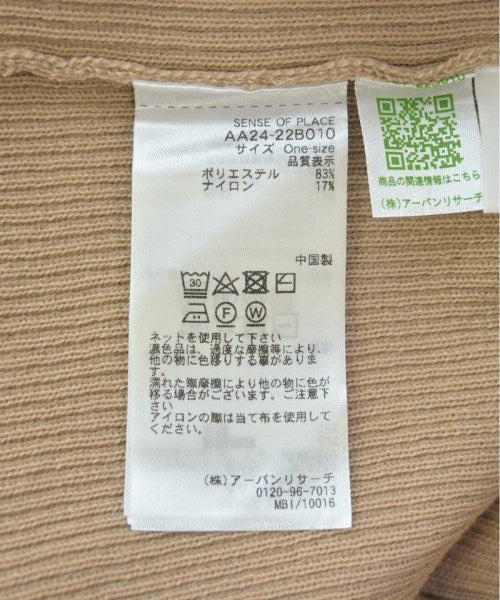 SENSE OF PLACE
AA24-22B010
サイズ One size
品質表示
ポリエステル 83%
ナイロン 17%
中国製
30
F W
ネットを使用して下さい
濃色品は、過度な摩擦等により、
他の物に色移りする事がありま
す。
濡れた際摩擦により他の物に色が
移る場合がございます。ご注意下
さい
アイロンの際は当て布を使用して
ください。
(株)アーバンリサーチ
0120-96-7013
MBI/10016
商品の関連情報はこちら
(株)アーバンリサーチ